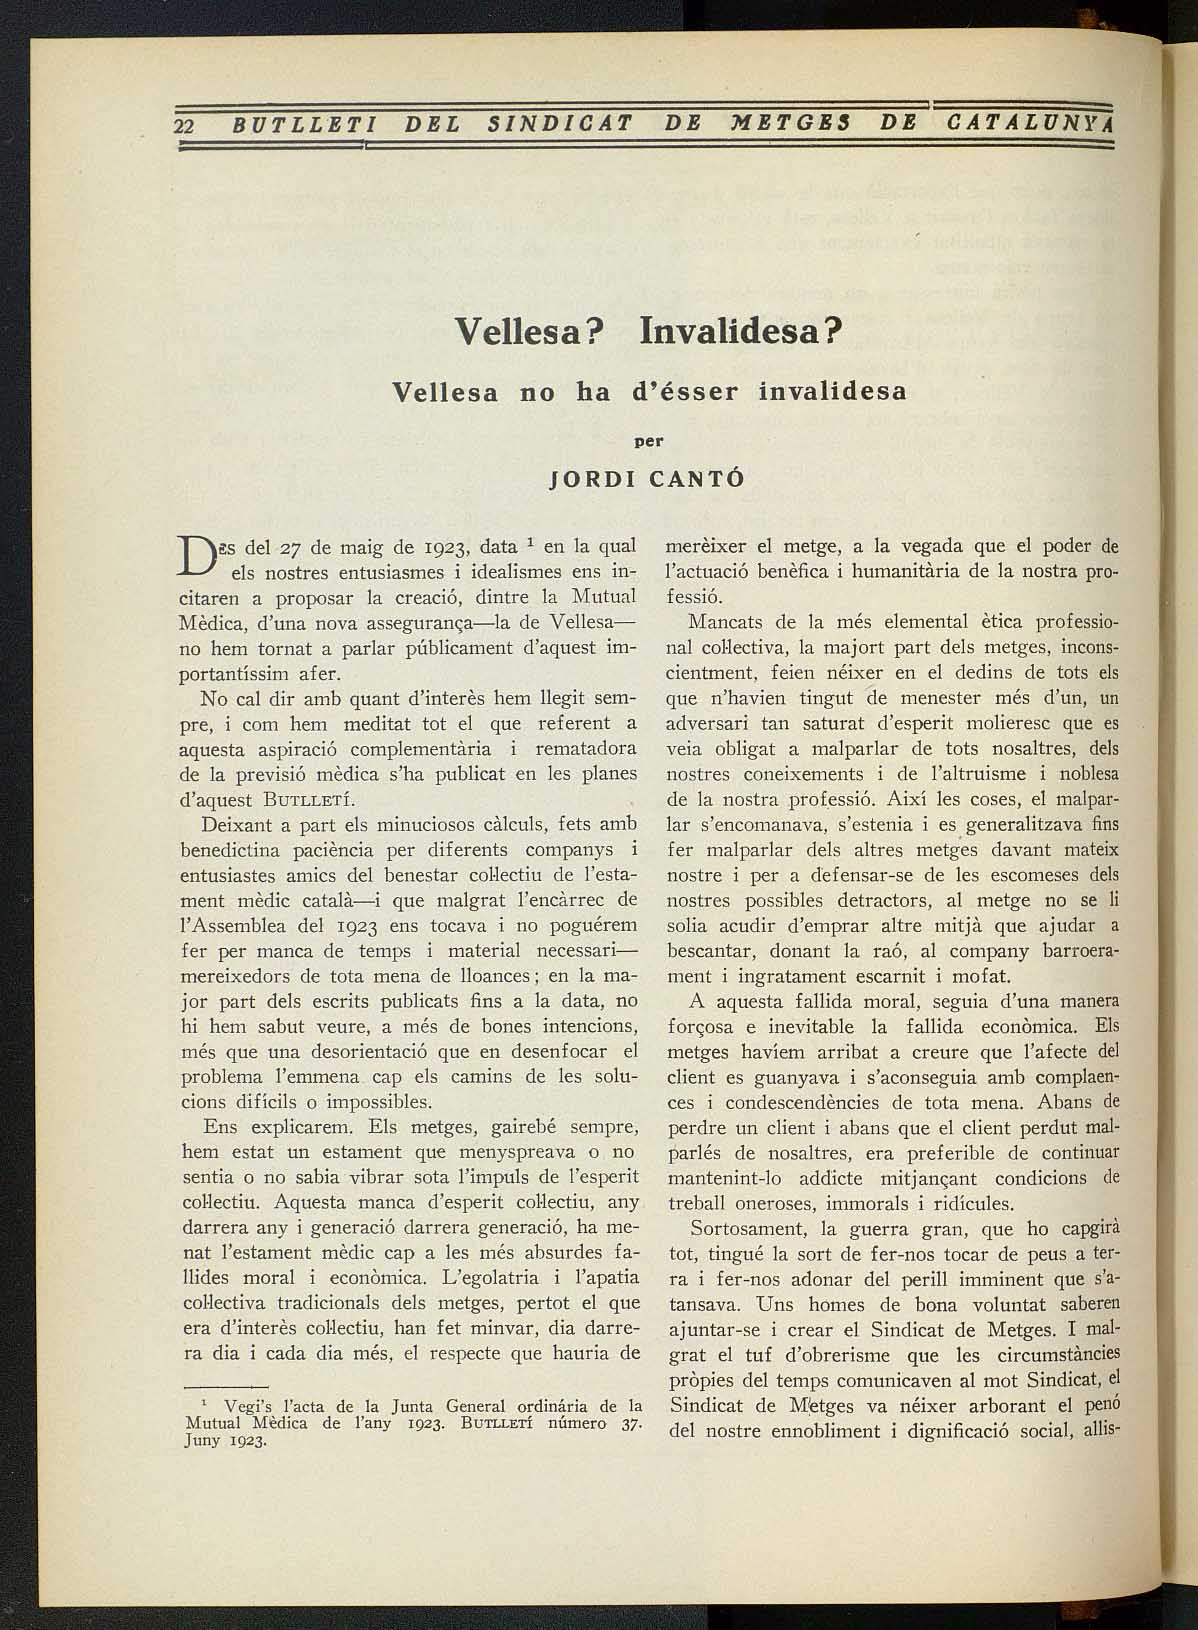 22 BUTLLETI DEL SINDICAT DE METGES DE CATALUNYA
Vellesa? Invalidesa?
Vellesa no ha d'ésser invalidesa
per
JORDI CANTÓ
DES del 27 de maig de 1923, data ¹ en la qual
els nostres entusiasmes i idealismes ens in-
citaren a proposar la creació, dintre la Mutual
Mèdica, d'una nova assegurança—la de Vellesa—
no hem tornat a parlar públicament d'aquest im-
portantíssim afer.
No cal dir amb quant d'interès hem llegit sem-
pre, i com hem meditat tot el que referent a
aquesta aspiració complementària i rematadora
de la previsió mèdica s'ha publicat en les planes
d'aquest BUTLLETÍ.
Deixant a part els minuciosos càlculs, fets amb
benedictina paciència per diferents companys i
entusiastes amics del benestar col·lectiu de l'esta-
ment mèdic català—i que malgrat l'encàrrec de
l'Assemblea del 1923 ens tocava i no poguérem
fer per manca de temps i material necessari—
mereixedors de tota mena de lloances; en la ma-
jor part dels escrits publicats fins a la data, no
hi hem sabut veure, a més de bones intencions,
més que una desorientació que en desenfocar el
problema l'emmena cap els camins de les solu-
cions difícils o impossibles.
Ens explicarem. Els metges, gairebé sempre,
hem estat un estament que menyspreava o no
sentia o no sabia vibrar sota l'impuls de l'esperit
col·lectiu. Aquesta manca d'esperit col·lectiu, any
darrera any i generació darrera generació, ha me-
nat l'estament mèdic cap a les més absurdes fa-
llides moral i econòmica. L'egolatria i l'apatia
col·lectiva tradicionals dels metges, pertot el que
era d'interès col·lectiu, han fet minvar, dia darre-
ra dia i cada dia més, el respecte que hauria de
¹ Vegi's l'acta de la Junta General ordinária de la
Mutual Mèdica de l'any 1923. BUTLLETÍ número 37.
Juny 1923.
merèixer el metge, a la vegada que el poder de
l'actuació benèfica i humanitària de la nostra pro-
fessió.
Mancats de la més elemental ètica professio-
nal col·lectiva, la majort part dels metges, incons-
cientment, feien néixer en el dedins de tots els
que n'havien tingut de menester més d'un, un
adversari tan saturat d'esperit molieresc que es
veia obligat a malparlar de tots nosaltres, dels
nostres coneixements i de l'altruisme i noblesa
de la nostra professió. Així les coses, el malpar-
lar s'encomanava, s'estenia i es generalitzava fins
fer malparlar dels altres metges davant mateix
nostre i per a defensar-se de les escomeses dels
nostres possibles detractors, al metge no se li
solia acudir d'emprar altre mitjà que ajudar a
bescantar, donant la raó, al company barroera-
ment i ingratament escarnit i mofat.
A aquesta fallida moral, seguia d'una manera
forçosa e inevitable la fallida econòmica. Els
metges havíem arribat a creure que l'afecte del
client es guanyava i s'aconseguia amb complaen-
ces i condescendències de tota mena. Abans de
perdre un client i abans que el client perdut mal-
parlés de nosaltres, era preferible de continuar
mantenint-lo addicte mitjançant condicions de
treball oneroses, immorals i ridícules.
Sortosament, la guerra gran, que ho capgirà
tot, tingué la sort de fer-nos tocar de peus a ter-
ra i fer-nos adonar del perill imminent que s'a-
tansava. Uns homes de bona voluntat saberen
ajuntar-se i crear el Sindicat de Metges. I mal-
grat el tuf d'obrerisme que les circumstàncies
pròpies del temps comunicaven al mot Sindicat, el
Sindicat de Metges va néixer arborant el penó
del nostre ennobliment i dignificació social, allis-